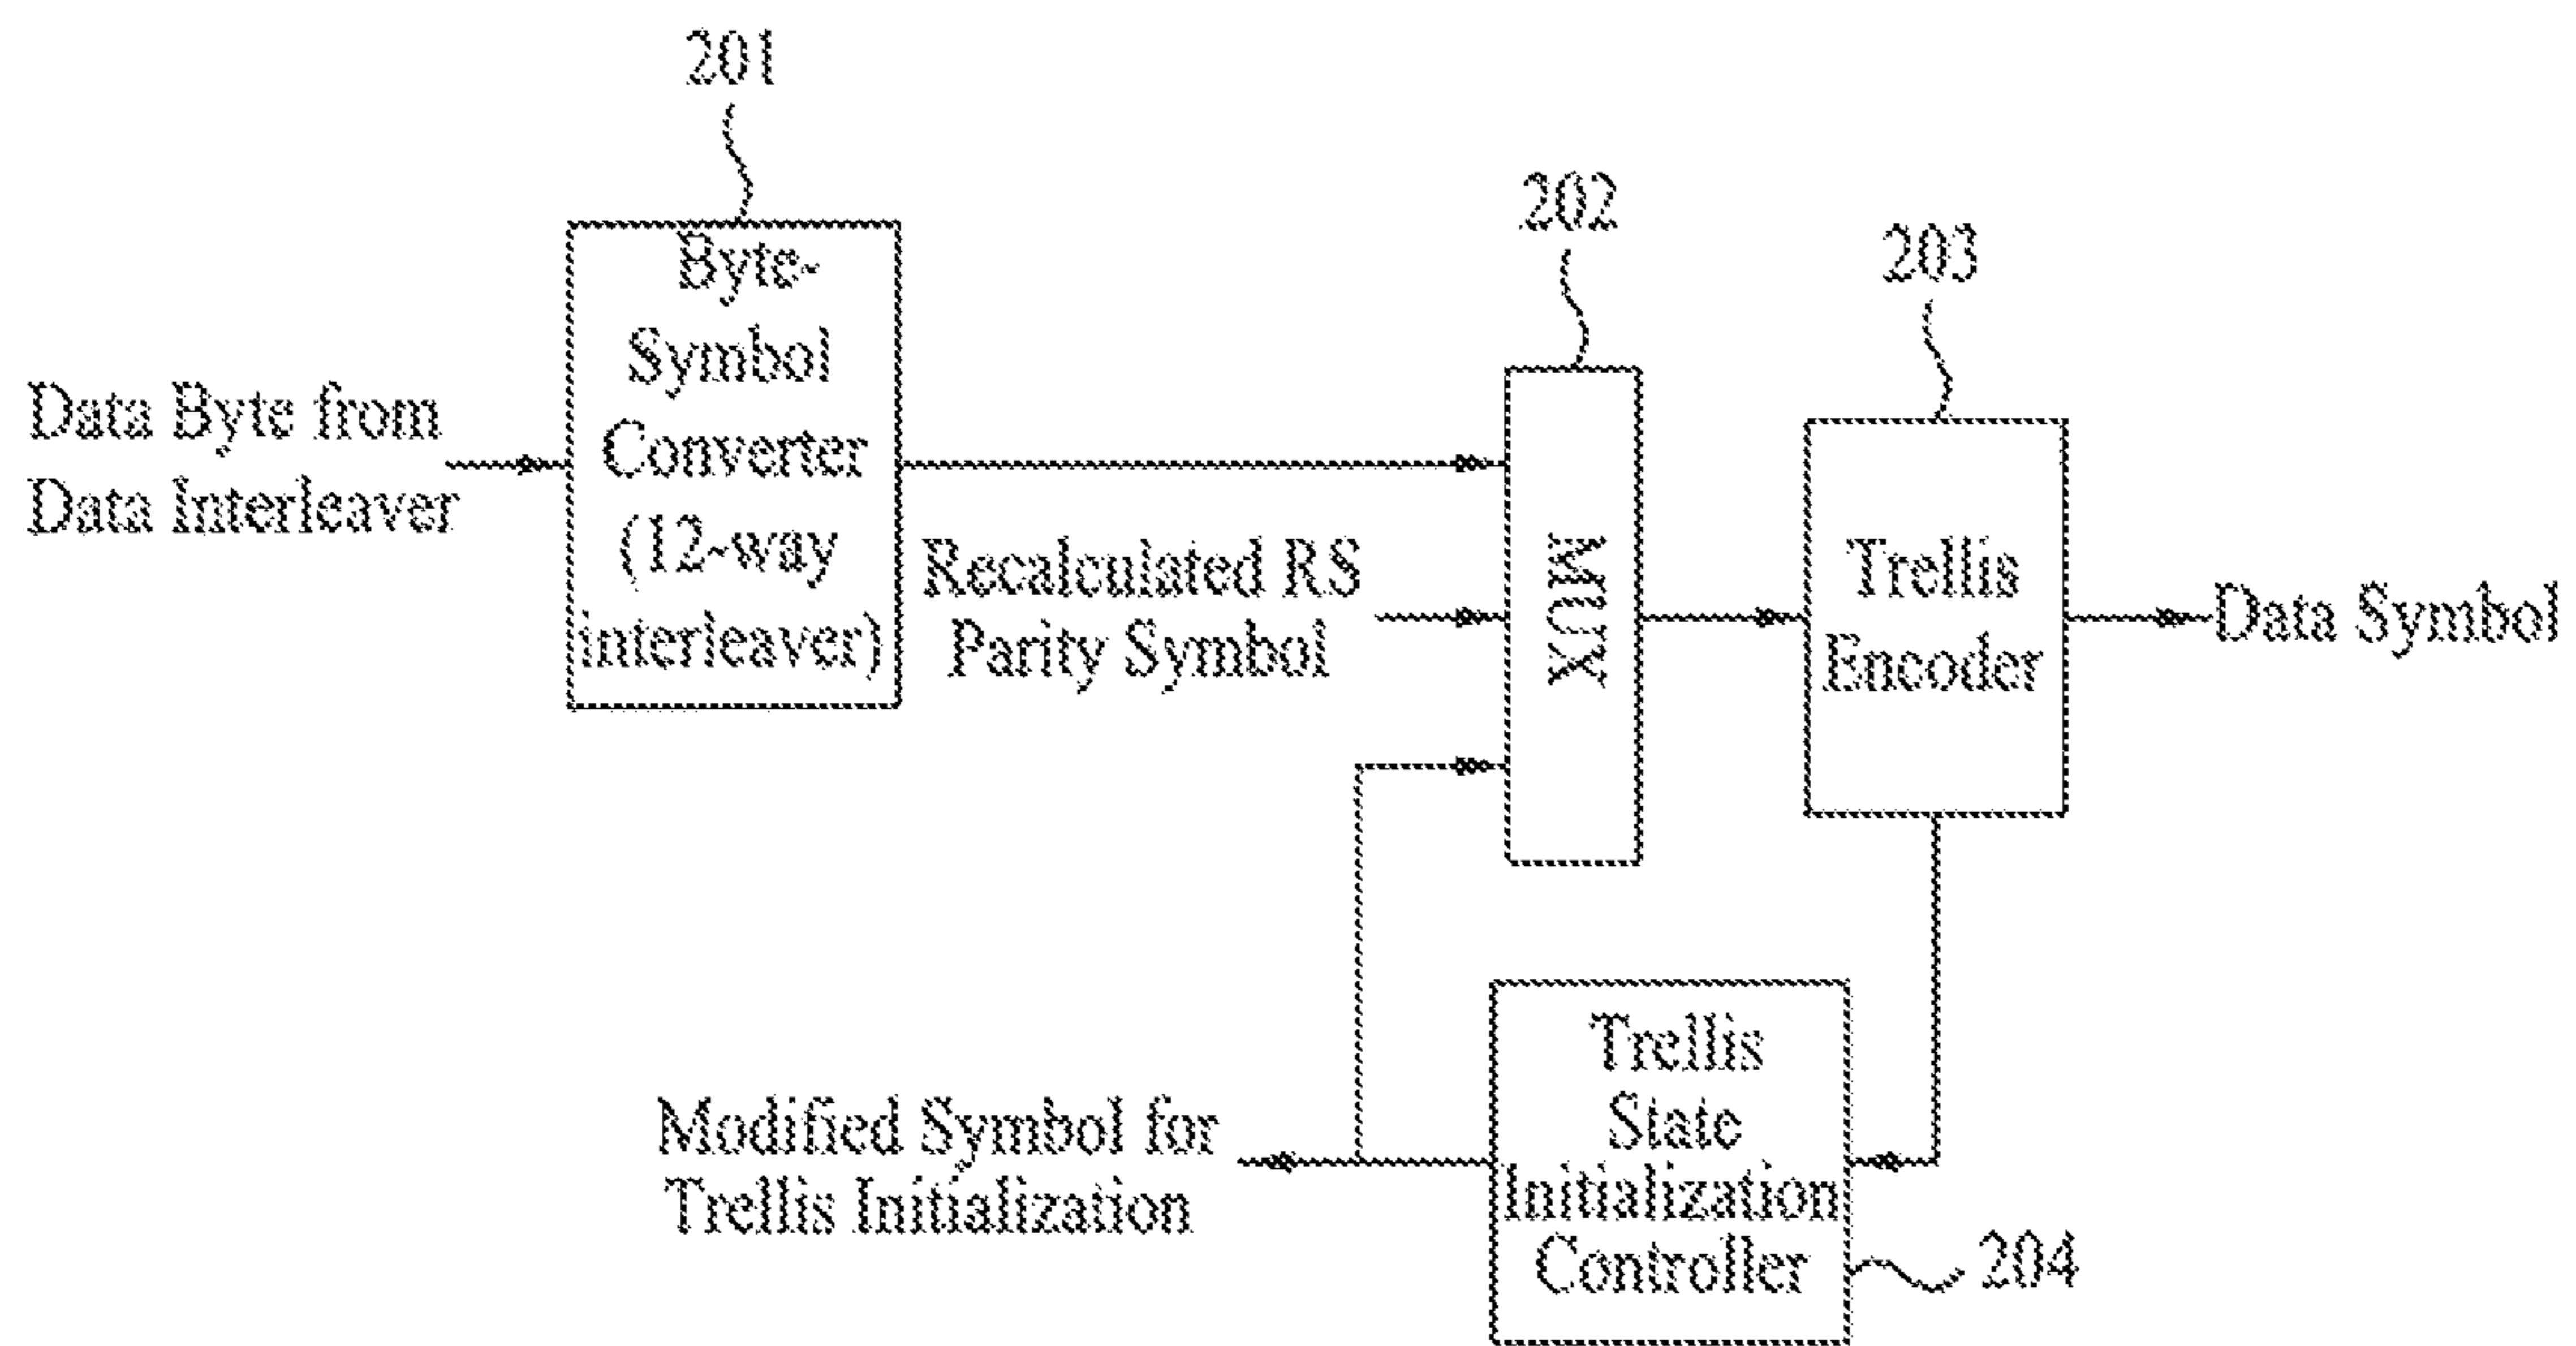 201
Byte-
Symbol
Converter
(12-way
interleaver)
Data Byte from
Data Interleaver
202
MUX
203
Trellis
Encoder
Recalculated RS
Parity Symbol
Data Symbol
Trellis
State
Initialization
Controller
204
Modified Symbol for
Trellis Initialization